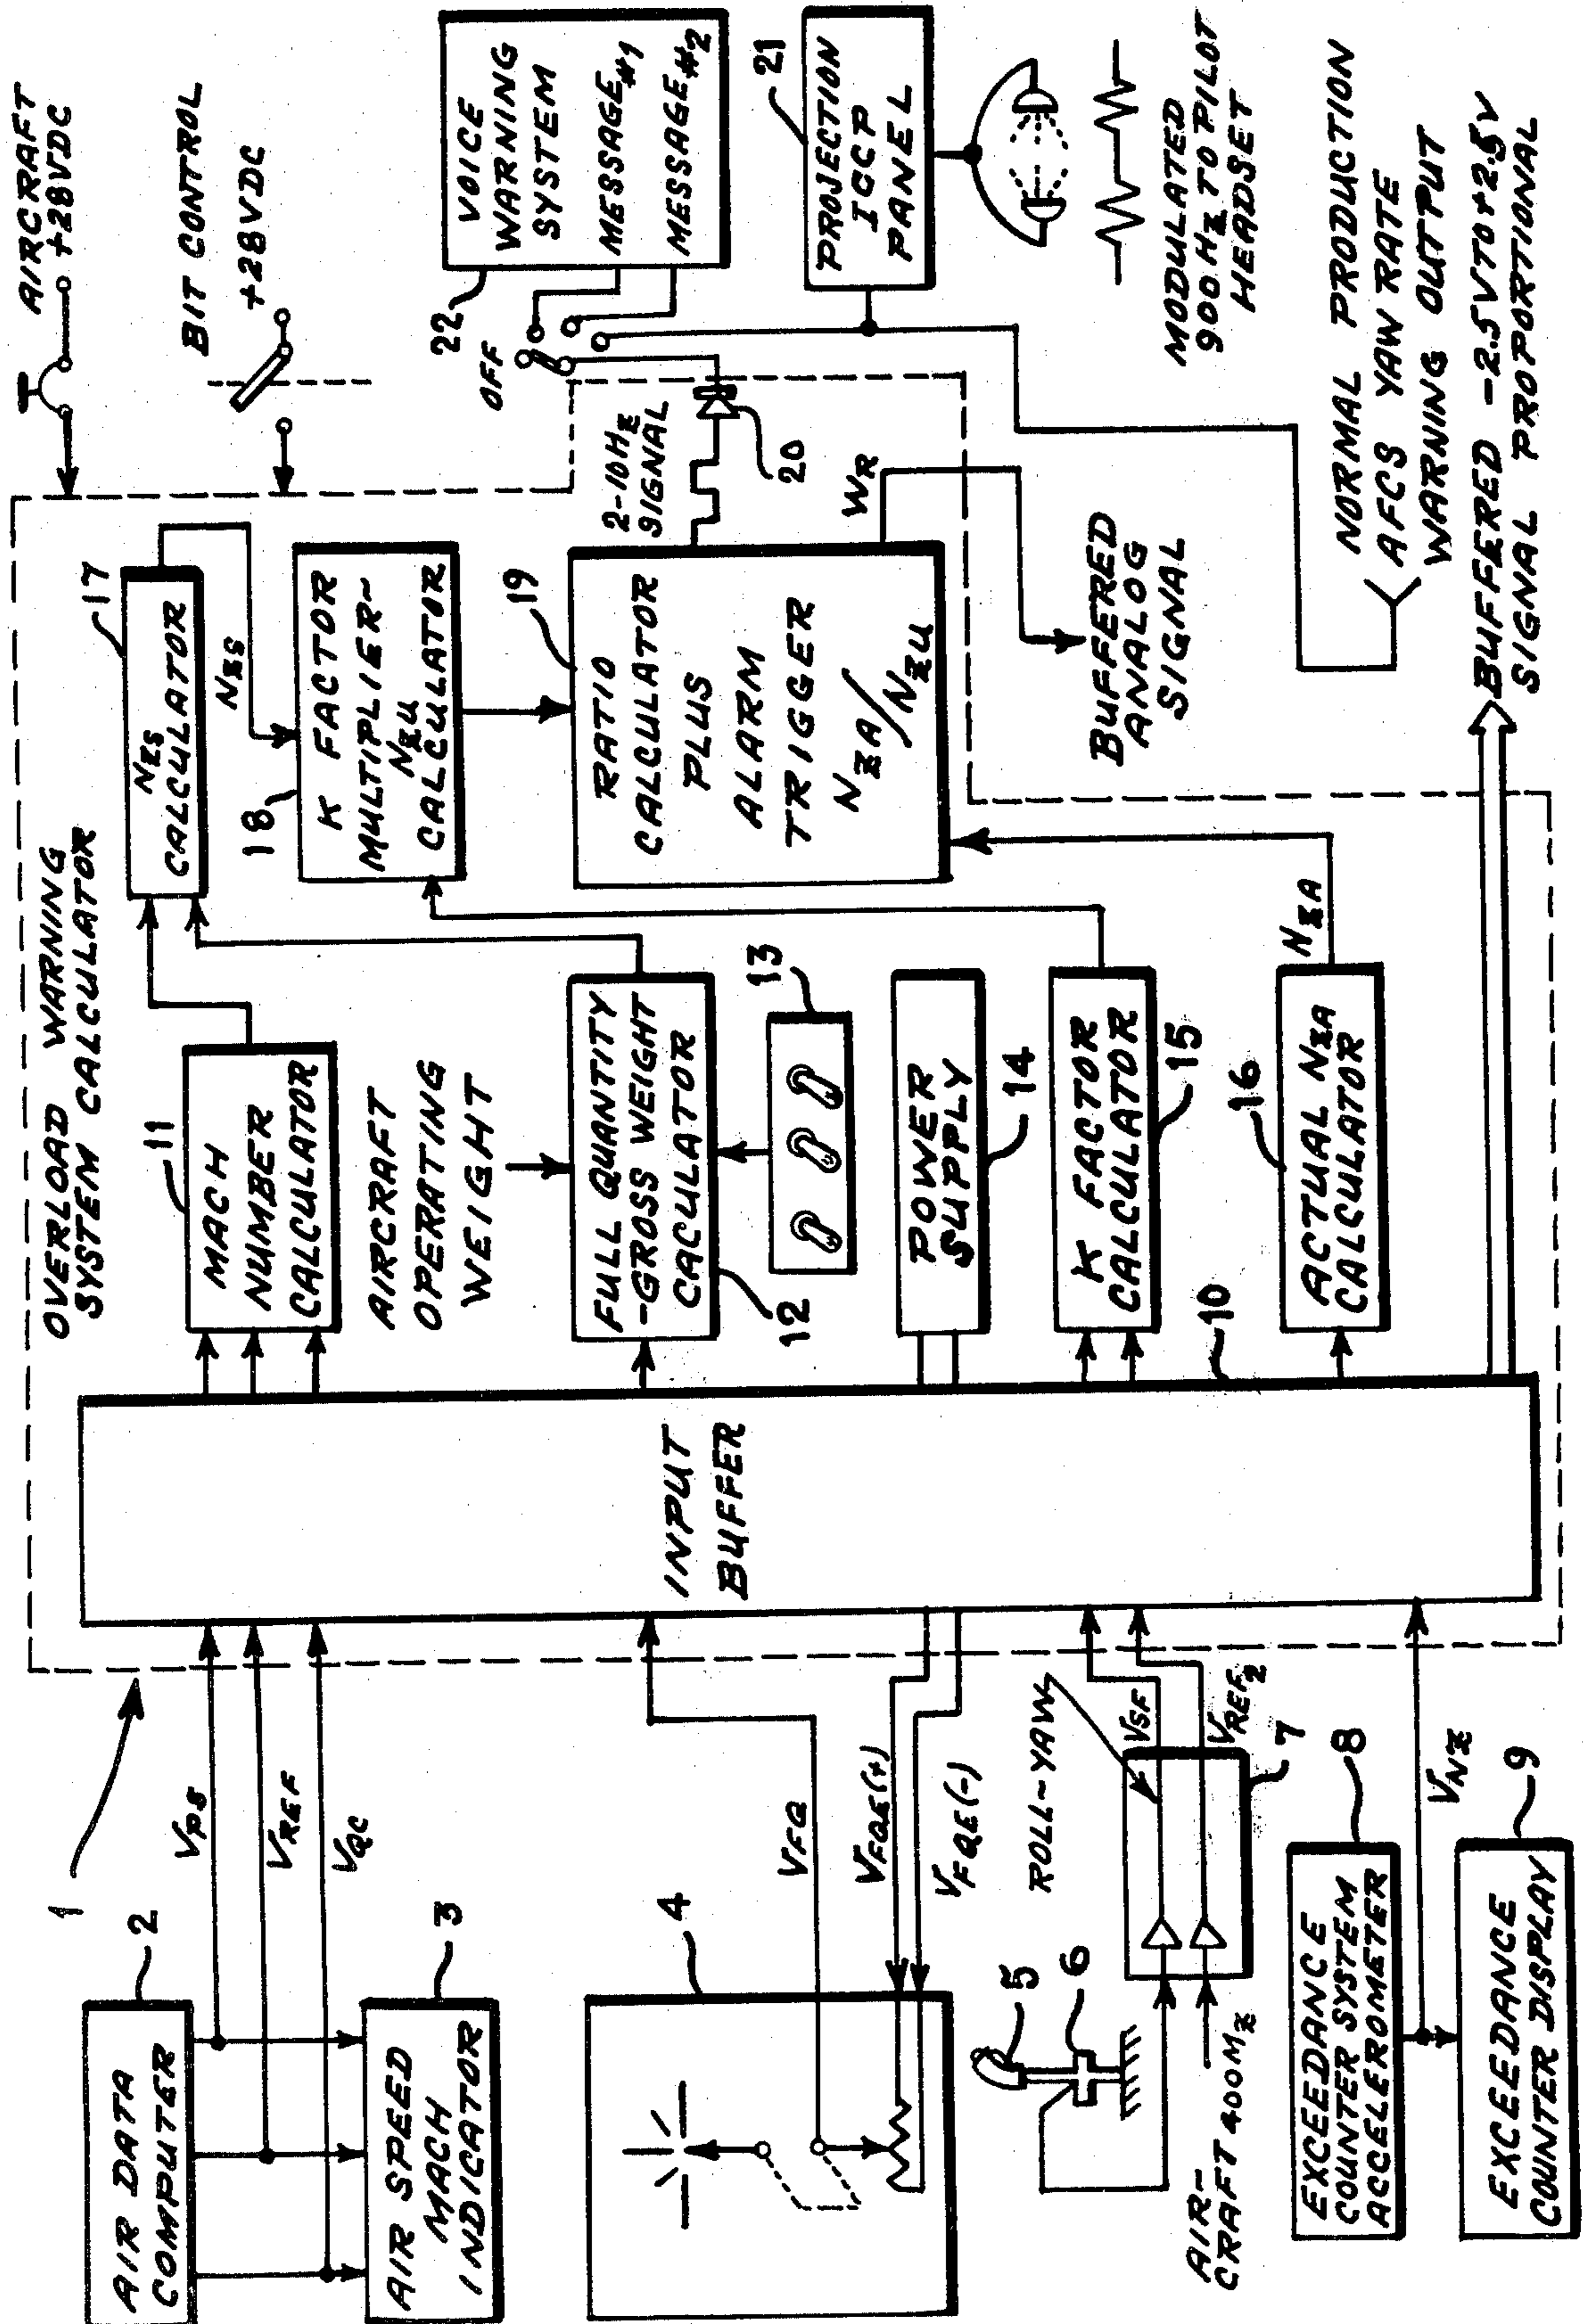 AIRCRAFT
+28VDC
BIT CONTROL
+28VDC
OVERLOAD WARNING
SYSTEM CALCULATOR
1
2
AIR DATA
COMPUTER
3
AIR SPEED
MACH
INDICATOR
VPS
VREF
VQC
4
VFQ
VFQE(+)
VFQE(-)
5
6
ROLL-YAW
VSF
VREF2
7
AIR-
CRAFT 400MZ
8
EXCEEDANCE
COUNTER SYSTEM
ACCELEROMETER
VNZ
9
EXCEEDANCE
COUNTER DISPLAY
INPUT
BUFFER
10
11
MACH
NUMBER
CALCULATOR
AIRCRAFT
OPERATING
WEIGHT
FULL QUANTITY
-GROSS WEIGHT
CACULATOR
12
13
POWER
SUPPLY
14
K FACTOR
CALCULATOR
15
16
ACTUAL NZA
CALCULATOR
NZA
17
NZS
CALCULATOR
NZS
18
K FACTOR
MULTIPLIER~
NZU
CALCULATOR
19
RATIO
CALCULATOR
PLUS
ALARM
TRIGGER
NZA/NZU
2-10HZ
SIGNAL
20
WR
BUFFERED
ANALOG
SIGNAL
OFF
22
VOICE
WARNING
SYSTEM
MESSAGE#1
MESSAGE#2
21
PROJECTION
ICCP
PANEL
MODULATED
900 HZ TO PILOT
HEADSET
NORMAL PRODUCTION
AFCS YAW RATE
WARNING OUTPUT
BUFFERED -2.5V TO +2.5V
SIGNAL PROPORTIONAL